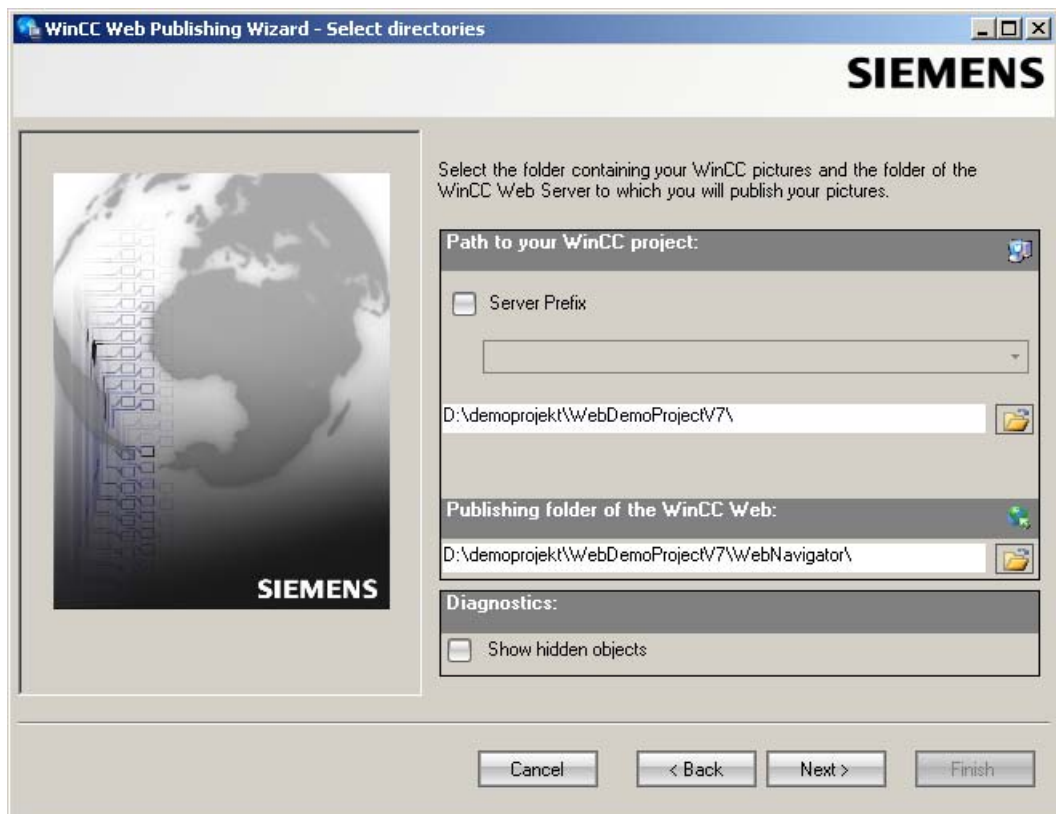 WinCC Web Publishing Wizard - Select directories
SIEMENS
Select the folder containing your WinCC pictures and the folder of the
WinCC Web Server to which you will publish your pictures.
Path to your WinCC project:
Server Prefix
D:\demoprojekt\WebDemoProjectV7\
Publishing folder of the WinCC Web:
D:\demoprojekt\WebDemoProjectV7\WebNavigator\
SIEMENS
Diagnostics:
Show hidden objects
Cancel
< Back
Next >
Finish